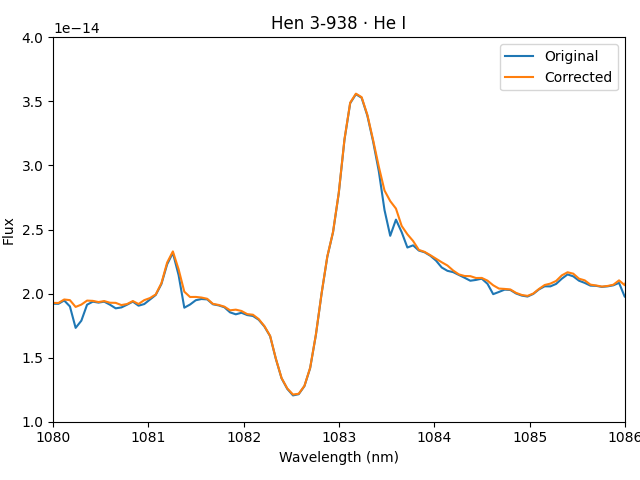 Hen 3-938 · He I
1e−14
4.0
3.5
3.0
2.5
2.0
1.5
1.0
Flux
Original
Corrected
1080 1081 1082 1083 1084 1085 1086
Wavelength (nm)